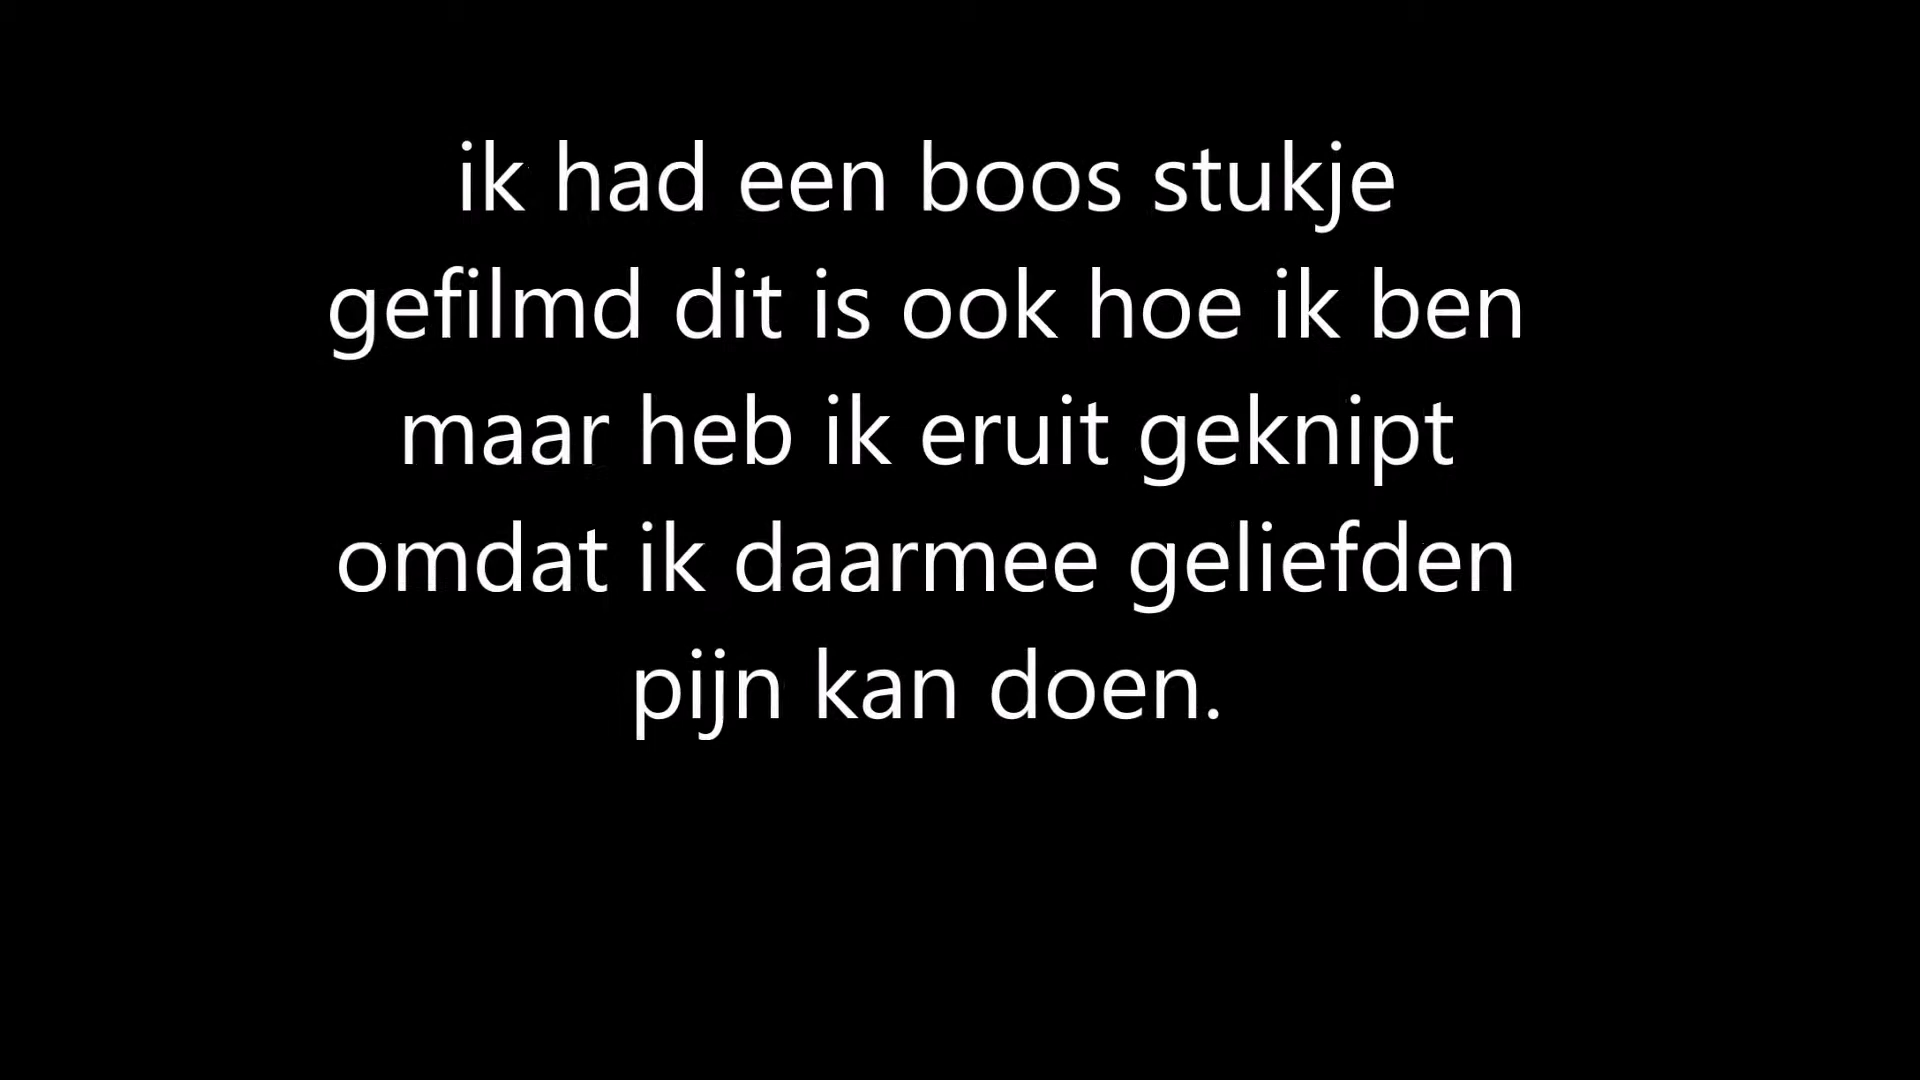 ik had een boos stukje
gefilmd dit is ook hoe ik ben
maar heb ik eruit geknipt
omdat ik daarmee geliefden
pijn kan doen.